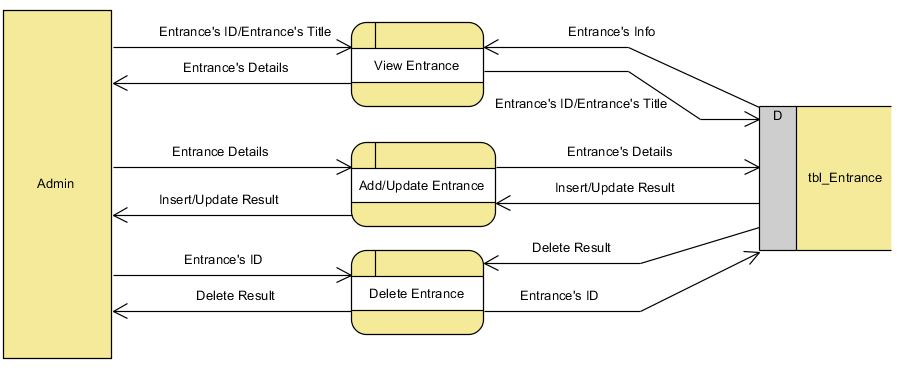 Entrance's ID/Entrance's Title
Entrance's Info
View Entrance
Entrance's Details
Entrance's ID/Entrance's Title
D
Entrance Details
Entrance's Details
Admin
Add/Update Entrance
tbl_Entrance
Insert/Update Result
Insert/Update Result
Delete Result
Entrance's ID
Delete Entrance
Delete Result
Entrance's ID